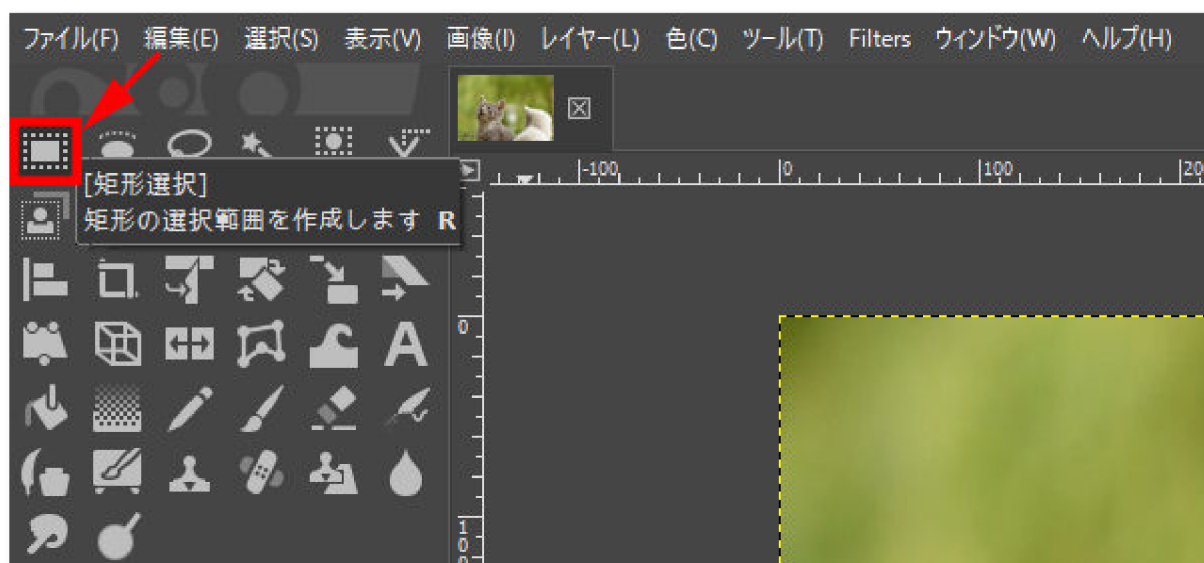 ファイル(F) 編集(E) 選択(S) 表示(V) 画像(I) レイヤー(L) 色(C) ツール(T) Filters ウィンドウ(W) ヘルプ(H)
[矩形選択]
矩形の選択範囲を作成します R
-100 0 100 20
0
100